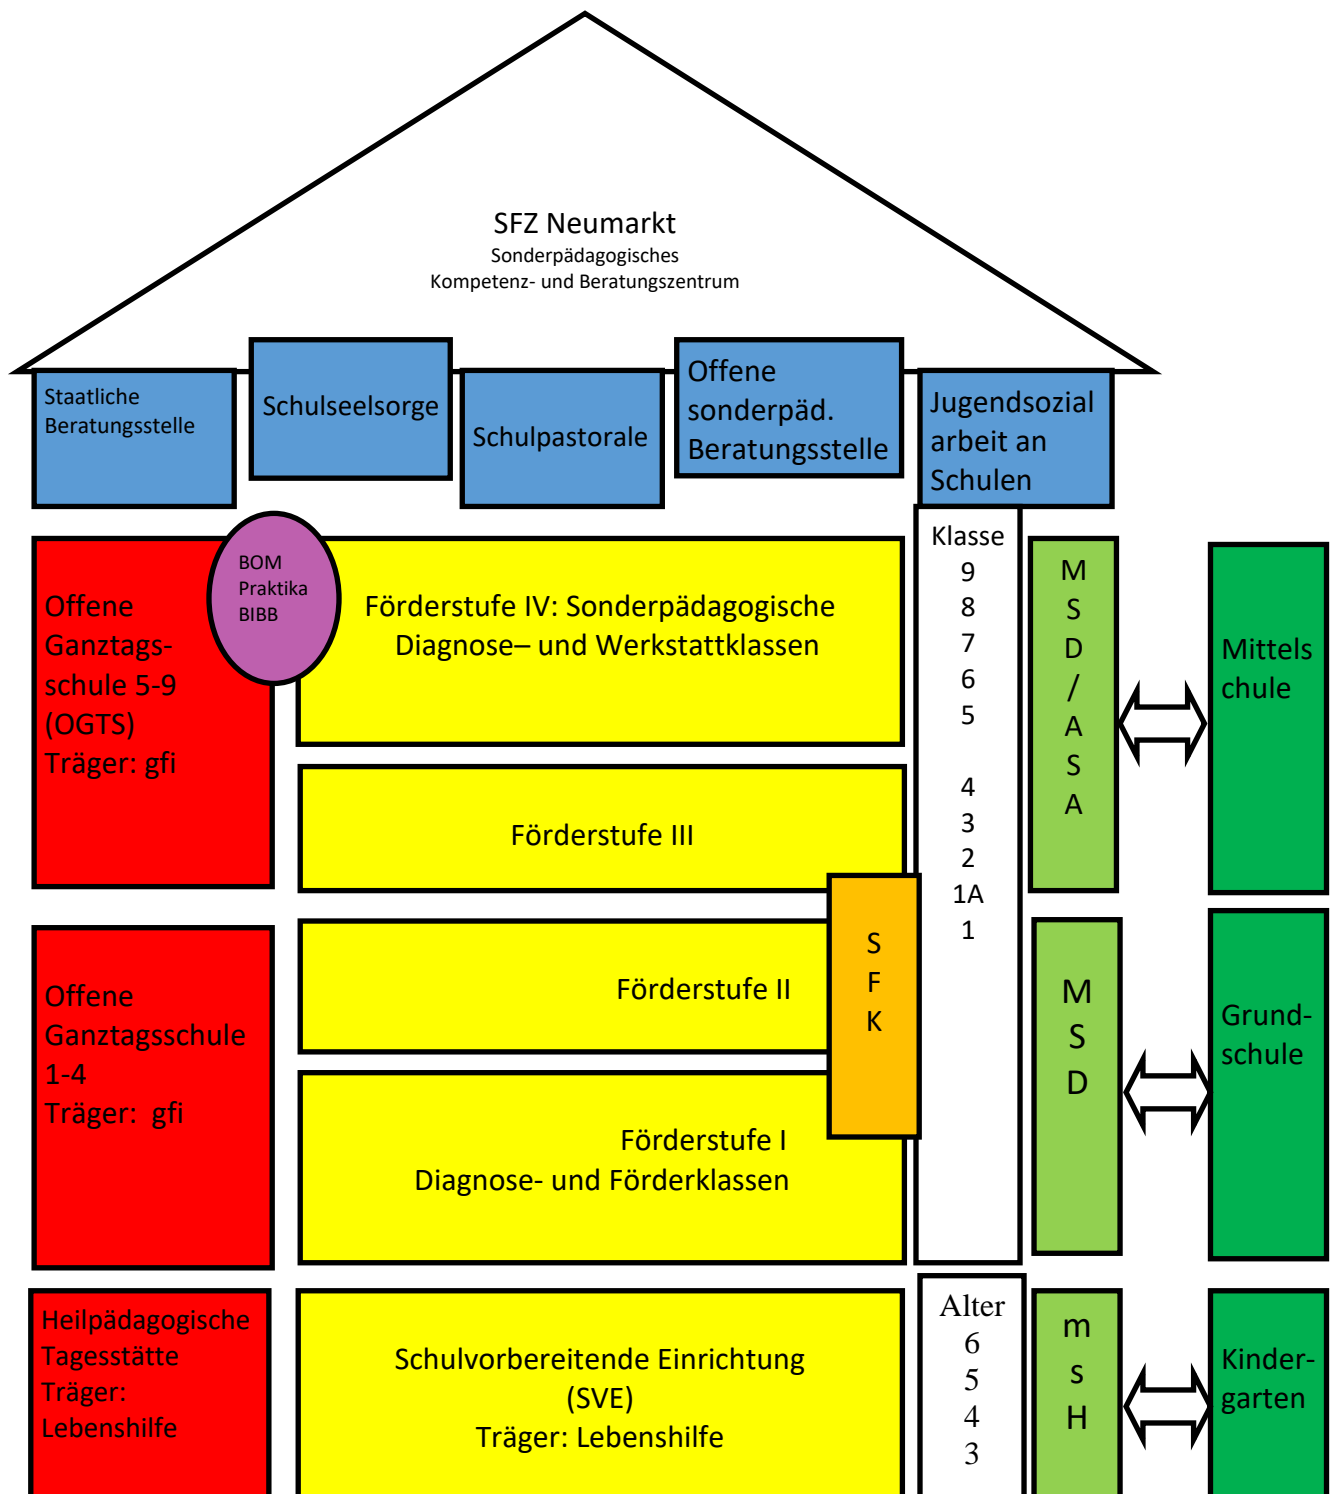 SFZ Neumarkt
Sonderpädagogisches
Kompetenz- und Beratungszentrum
Staatliche
Beratungsstelle
Schulseelsorge
Schulpastorale
Offene
sonderpäd.
Beratungsstelle
Jugendsozial
arbeit an
Schulen
Offene
Ganztags-
schule 5-9
(OGTS)
Träger: gfi
BOM
Praktika
BIBB
Förderstufe IV: Sonderpädagogische
Diagnose– und Werkstattklassen
Förderstufe III
Klasse
9
8
7
6
5
4
3
2
1A
1
M
S
D
/
A
S
A
Mittels
chule
Offene
Ganztagsschule
1-4
Träger:  gfi
Förderstufe II
Förderstufe I
Diagnose- und Förderklassen
S
F
K
M
S
D
Grund-
schule
Heilpädagogische
Tagesstätte
Träger:
Lebenshilfe
Schulvorbereitende Einrichtung
(SVE)
Träger: Lebenshilfe
Alter
6
5
4
3
m
s
H
Kinder-
garten